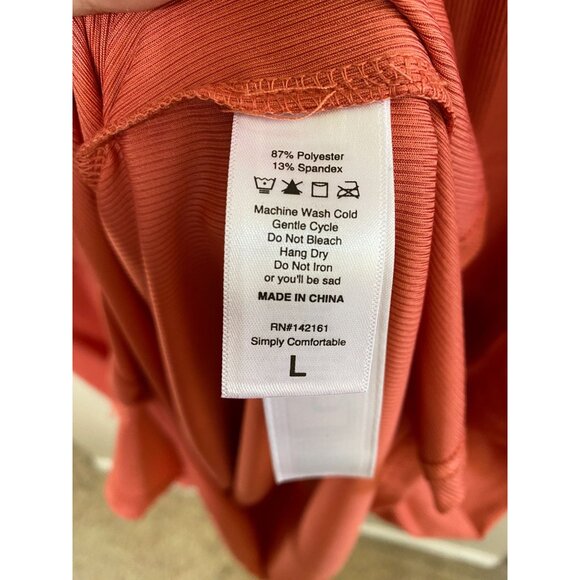 87% Polyester
13% Spandex
Machine Wash Cold
Gentle Cycle
Do Not Bleach
Hang Dry
Do Not Iron
or you'll be sad
MADE IN CHINA
RN#142161
Simply Comfortable
L